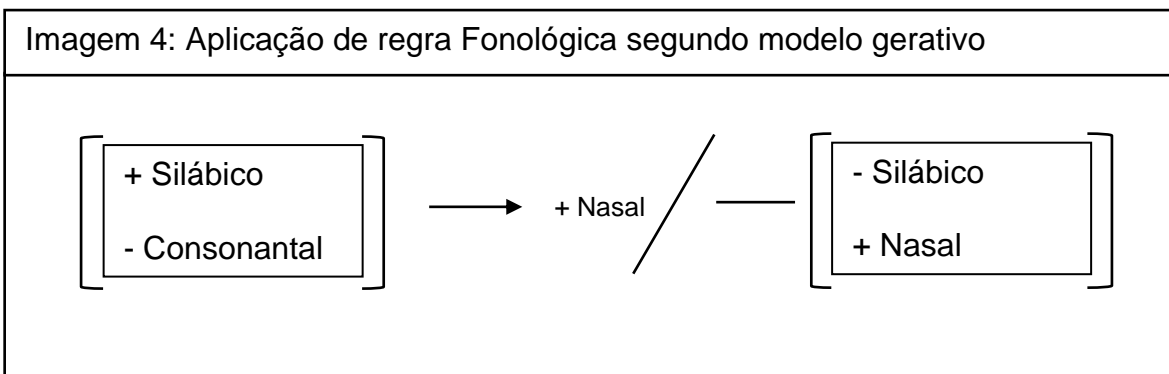 Imagem 4: Aplicação de regra Fonológica segundo modelo gerativo
+ Silábico
- Consonantal
+ Nasal
- Silábico
+ Nasal